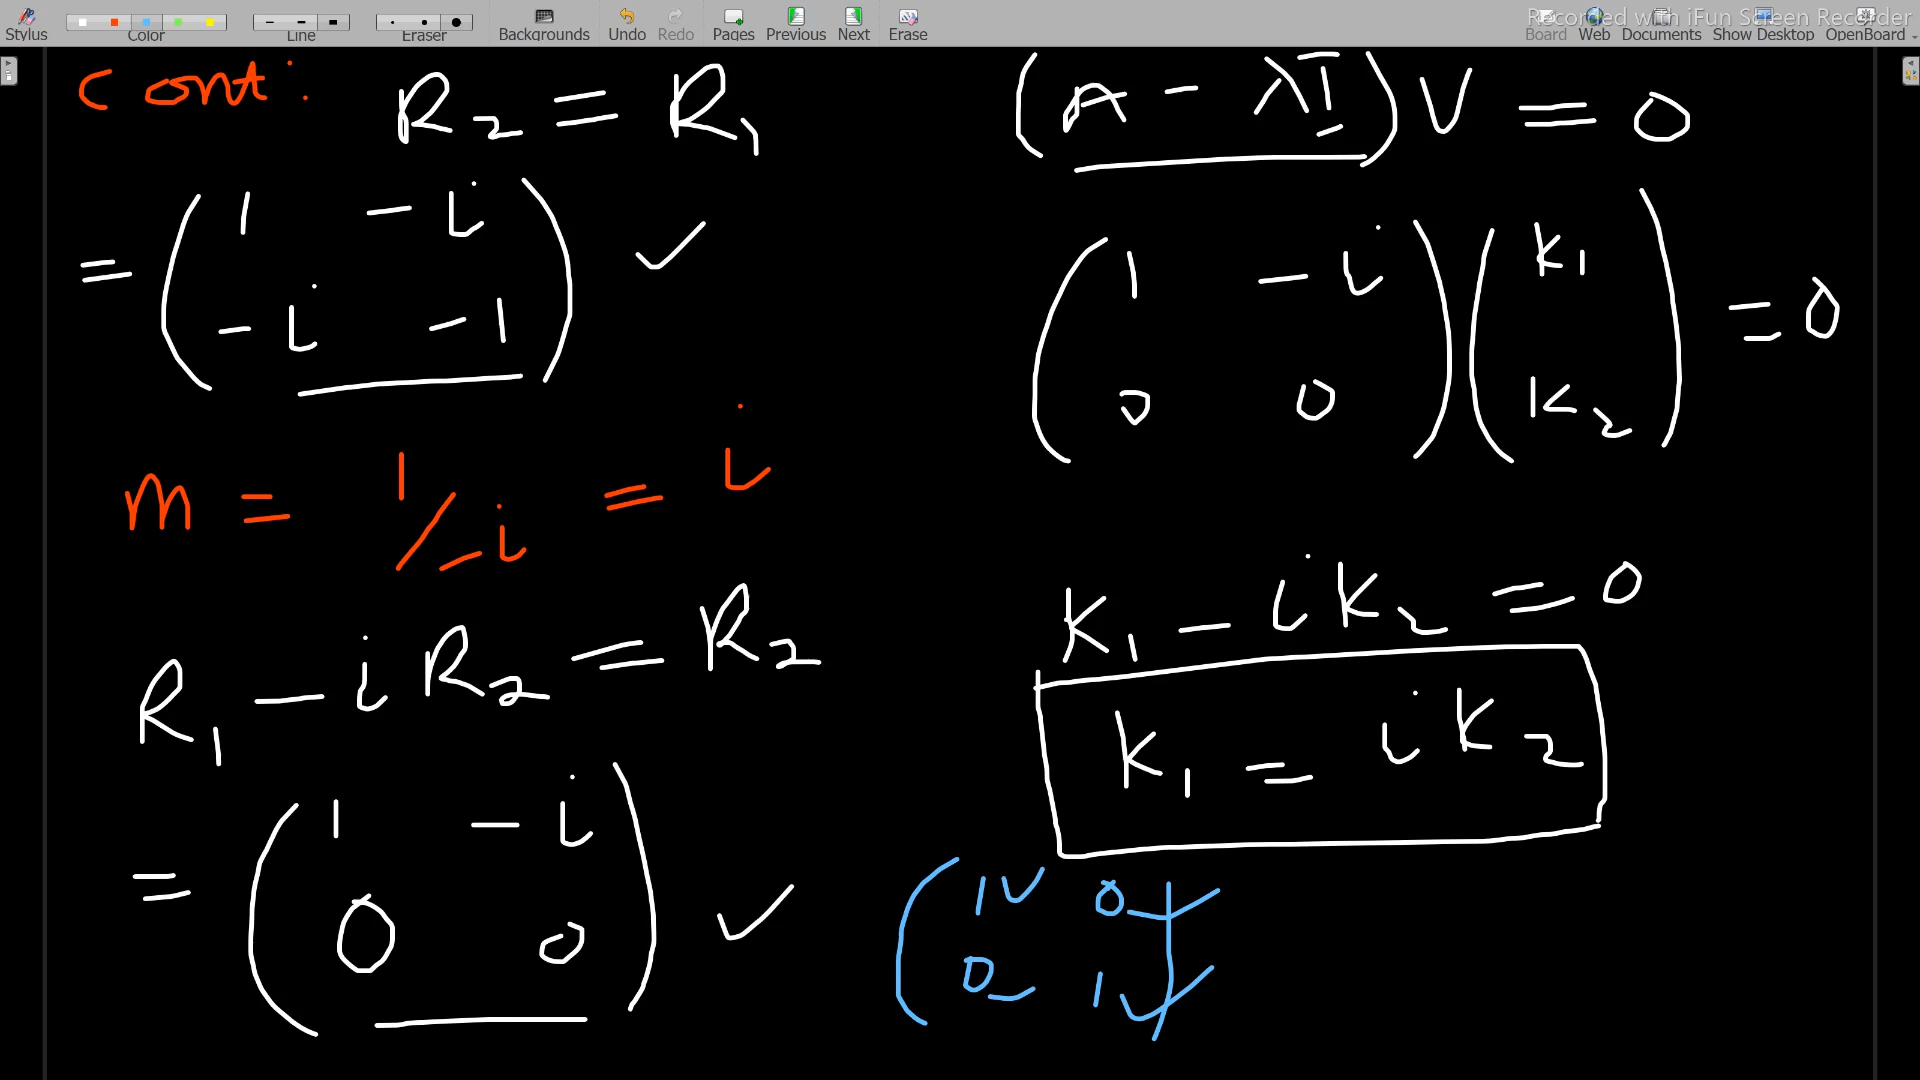 Recorded with iFun Screen Recorder
Stylus Color Line Eraser Backgrounds Undo Redo Pages Previous Next Erase Board Web Documents Show Desktop OpenBoard
Cont:
R₂ = R₁
= ( 1 -i
-i -1 ) ✓
m = 1/-i = i
R₁ - iR₂ = R₂
= ( 1 -i
0 0 ) ✓
(A - λI)V = 0
( 1 -i
0 0 ) ( k₁
k₂ ) = 0
k₁ - ik₂ = 0
k₁ = ik₂
( 1 ✓ 0
0 1 ✓ )